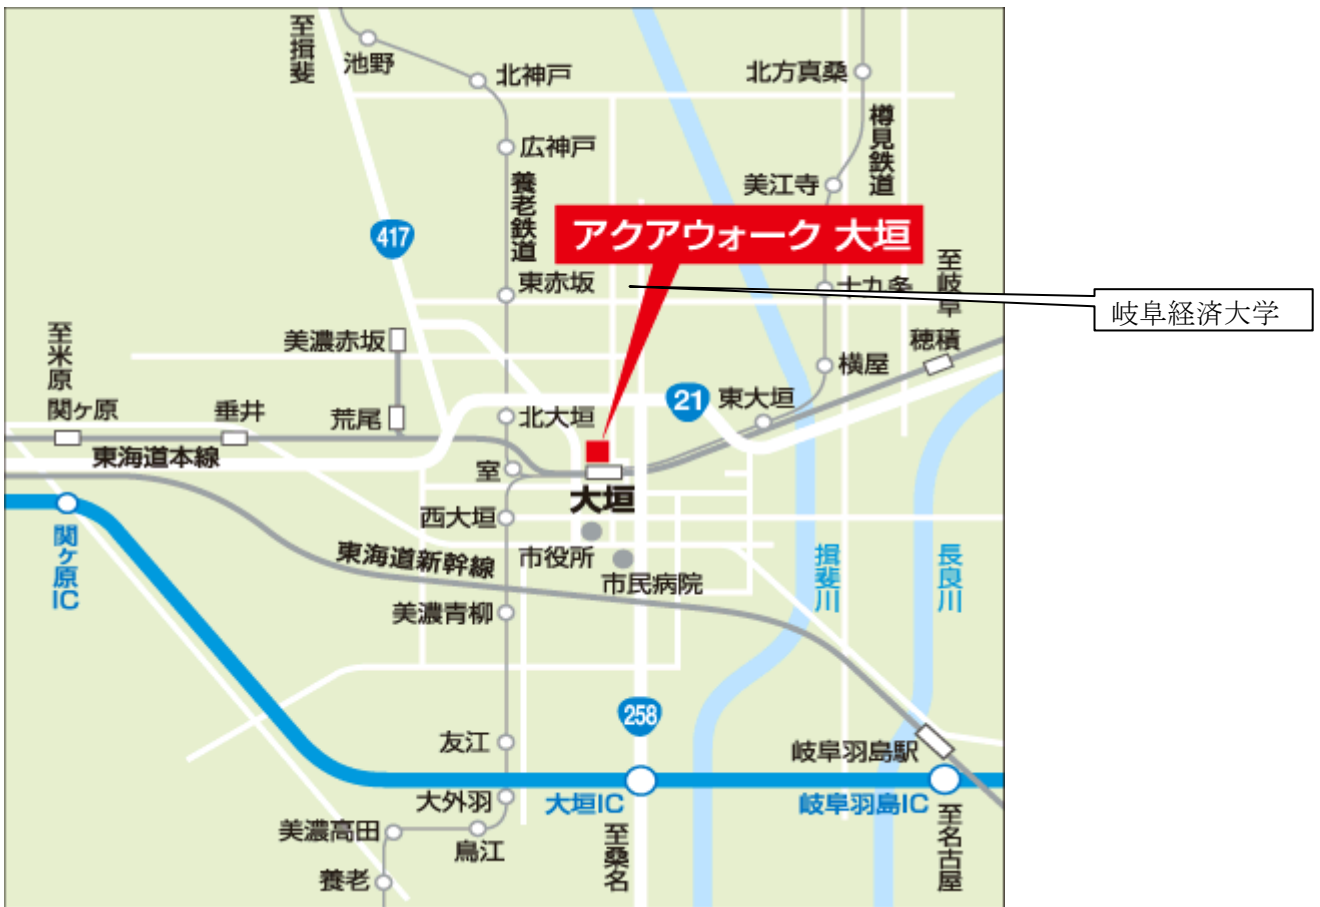 至揖斐
池野
北神戸
北方真桑
樽見鉄道
広神戸
養老鉄道
美江寺
アクアウォーク 大垣
417
東赤坂
十九条
至岐阜
岐阜経済大学
至米原
美濃赤坂
穂積
横屋
関ヶ原
垂井
荒尾
北大垣
21
東大垣
東海道本線
室
大垣
西大垣
関ヶ原IC
東海道新幹線
市役所
市民病院
揖斐川
長良川
美濃青柳
258
友江
岐阜羽島駅
大外羽
大垣IC
岐阜羽島IC
美濃高田
烏江
至桑名
至名古屋
養老